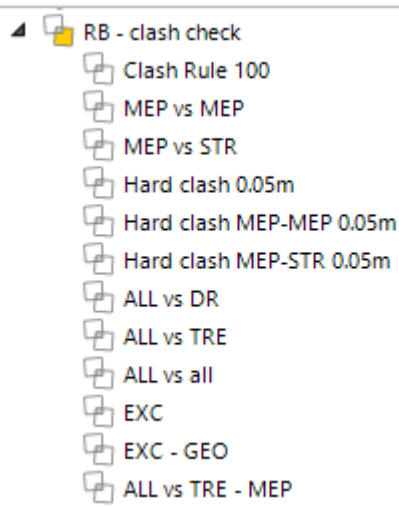 RB - clash check
Clash Rule 100
MEP vs MEP
MEP vs STR
Hard clash 0.05m
Hard clash MEP-MEP 0.05m
Hard clash MEP-STR 0.05m
ALL vs DR
ALL vs TRE
ALL vs all
EXC
EXC - GEO
ALL vs TRE - MEP